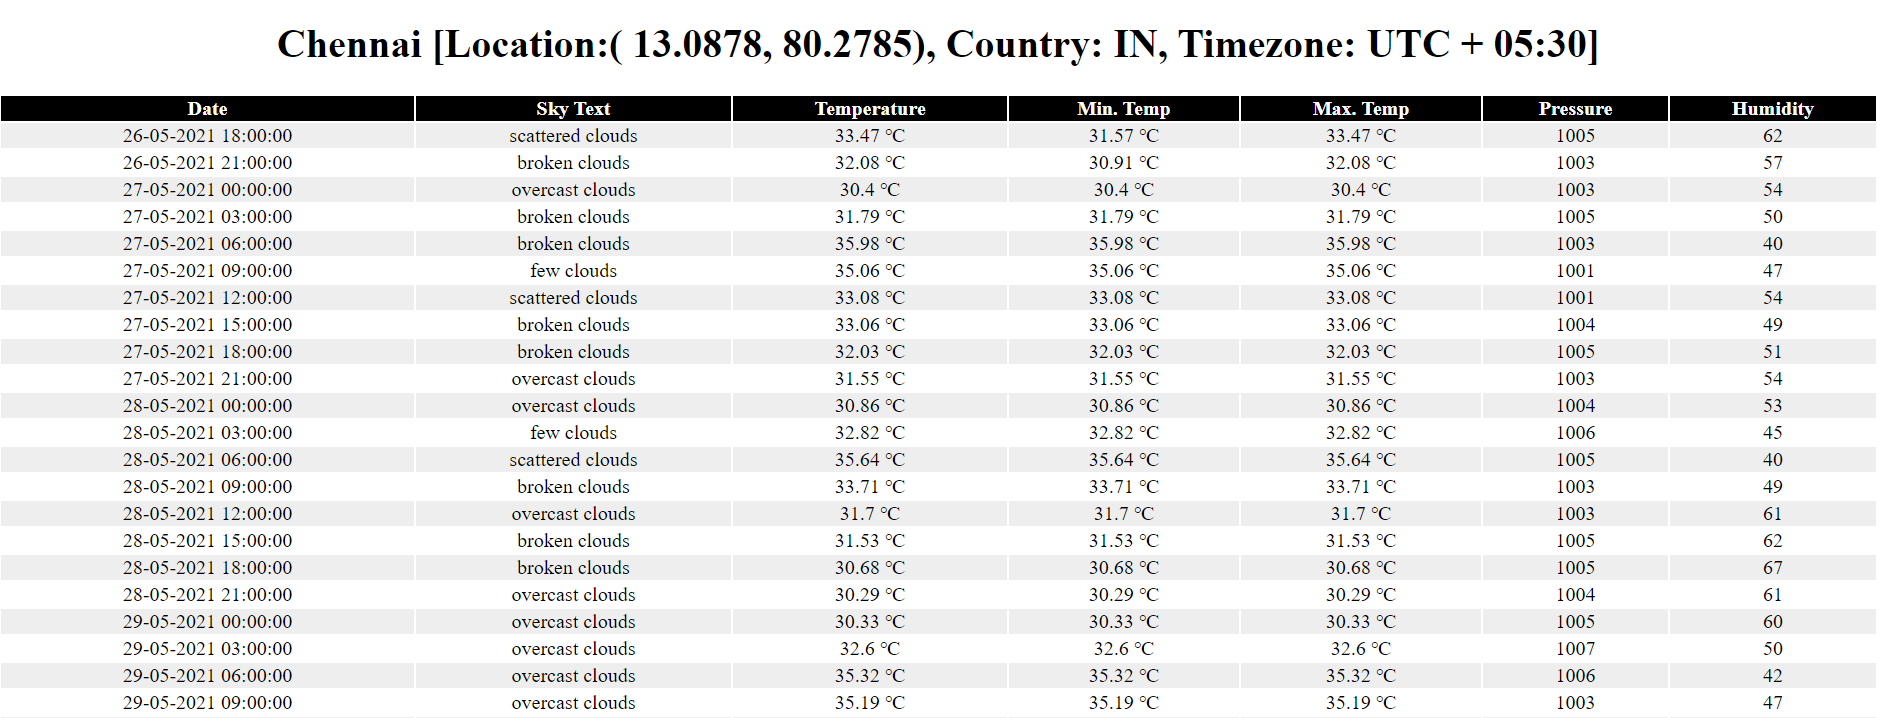 Chennai [Location:( 13.0878, 80.2785), Country: IN, Timezone: UTC + 05:30]
Date Sky Text Temperature Min. Temp Max. Temp Pressure Humidity
26-05-2021 18:00:00 scattered clouds 33.47 °C 31.57 °C 33.47 °C 1005 62
26-05-2021 21:00:00 broken clouds 32.08 °C 30.91 °C 32.08 °C 1003 57
27-05-2021 00:00:00 overcast clouds 30.4 °C 30.4 °C 30.4 °C 1003 54
27-05-2021 03:00:00 broken clouds 31.79 °C 31.79 °C 31.79 °C 1005 50
27-05-2021 06:00:00 broken clouds 35.98 °C 35.98 °C 35.98 °C 1003 40
27-05-2021 09:00:00 few clouds 35.06 °C 35.06 °C 35.06 °C 1001 47
27-05-2021 12:00:00 scattered clouds 33.08 °C 33.08 °C 33.08 °C 1001 54
27-05-2021 15:00:00 broken clouds 33.06 °C 33.06 °C 33.06 °C 1004 49
27-05-2021 18:00:00 broken clouds 32.03 °C 32.03 °C 32.03 °C 1005 51
27-05-2021 21:00:00 overcast clouds 31.55 °C 31.55 °C 31.55 °C 1003 54
28-05-2021 00:00:00 overcast clouds 30.86 °C 30.86 °C 30.86 °C 1004 53
28-05-2021 03:00:00 few clouds 32.82 °C 32.82 °C 32.82 °C 1006 45
28-05-2021 06:00:00 scattered clouds 35.64 °C 35.64 °C 35.64 °C 1005 40
28-05-2021 09:00:00 broken clouds 33.71 °C 33.71 °C 33.71 °C 1003 49
28-05-2021 12:00:00 overcast clouds 31.7 °C 31.7 °C 31.7 °C 1003 61
28-05-2021 15:00:00 broken clouds 31.53 °C 31.53 °C 31.53 °C 1005 62
28-05-2021 18:00:00 broken clouds 30.68 °C 30.68 °C 30.68 °C 1005 67
28-05-2021 21:00:00 overcast clouds 30.29 °C 30.29 °C 30.29 °C 1004 61
29-05-2021 00:00:00 overcast clouds 30.33 °C 30.33 °C 30.33 °C 1005 60
29-05-2021 03:00:00 overcast clouds 32.6 °C 32.6 °C 32.6 °C 1007 50
29-05-2021 06:00:00 overcast clouds 35.32 °C 35.32 °C 35.32 °C 1006 42
29-05-2021 09:00:00 overcast clouds 35.19 °C 35.19 °C 35.19 °C 1003 47